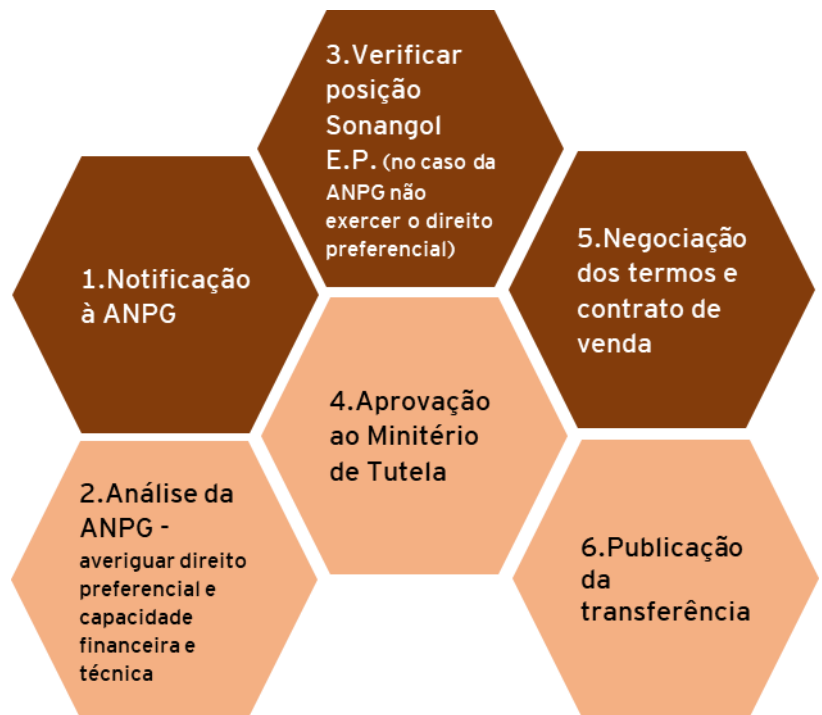 1.Notificação
à ANPG
2.Análise da
ANPG -
averiguar direito
preferencial e
capacidade
financeira e
técnica
3.Verificar
posição
Sonangol
E.P. (no caso da
ANPG não
exercer o direito
preferencial)
4.Aprovação
ao Minitério
de Tutela
5.Negociação
dos termos e
contrato de
venda
6.Publicação
da
transferência